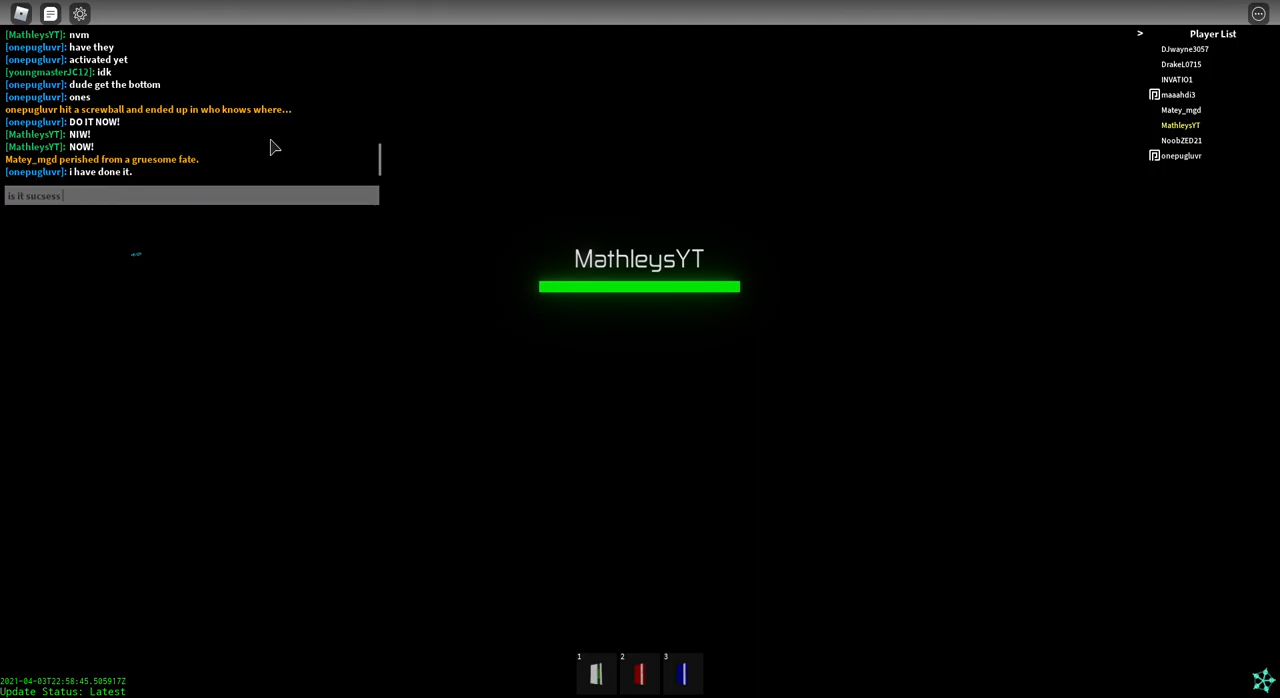 [MathleysYT]: nvm
[onepugluvr]: have they
[onepugluvr]: activated yet
[youngmasterJC12]: idk
[onepugluvr]: dude get the bottom
[onepugluvr]: ones
onepugluvr hit a screwball and ended up in who knows where...
[onepugluvr]: DO IT NOW!
[MathleysYT]: NIW!
[MathleysYT]: NOW!
Matey_mgd perished from a gruesome fate.
[onepugluvr]: i have done it.
is it sucsess
> Player List
DJwayne3057
DrakeL0715
INVATIO1
maaahdi3
Matey_mgd
MathleysYT
NoobZED21
onepugluvr
MathleysYT
1 2 3
2021-04-03T22:58:45.505917Z
Update Status: Latest